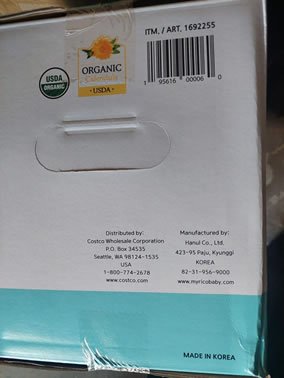 ITM. / ART. 1692255
1 95616 00006 0
ORGANIC
Calendula
USDA
USDA
ORGANIC
Distributed by:
Costco Wholesale Corporation
P.O. Box 34535
Seattle, WA 98124-1535
USA
1-800-774-2678
www.costco.com
Manufactured by:
Hanul Co., Ltd.
423-95 Paju, Kyunggi
KOREA
82-31-956-9000
www.myricobaby.com
MADE IN KOREA